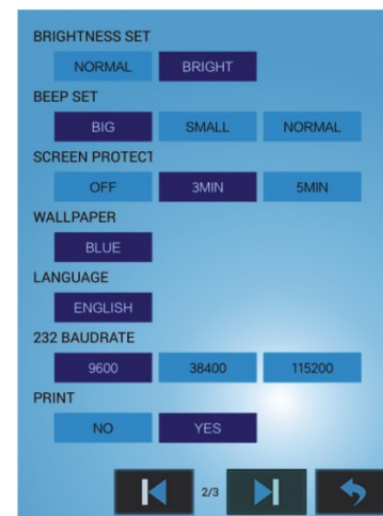 BRIGHTNESS SET
NORMAL BRIGHT
BEEP SET
BIG SMALL NORMAL
SCREEN PROTECT
OFF 3MIN 5MIN
WALLPAPER
BLUE
LANGUAGE
ENGLISH
232 BAUDRATE
9600 38400 115200
PRINT
NO YES
2/3